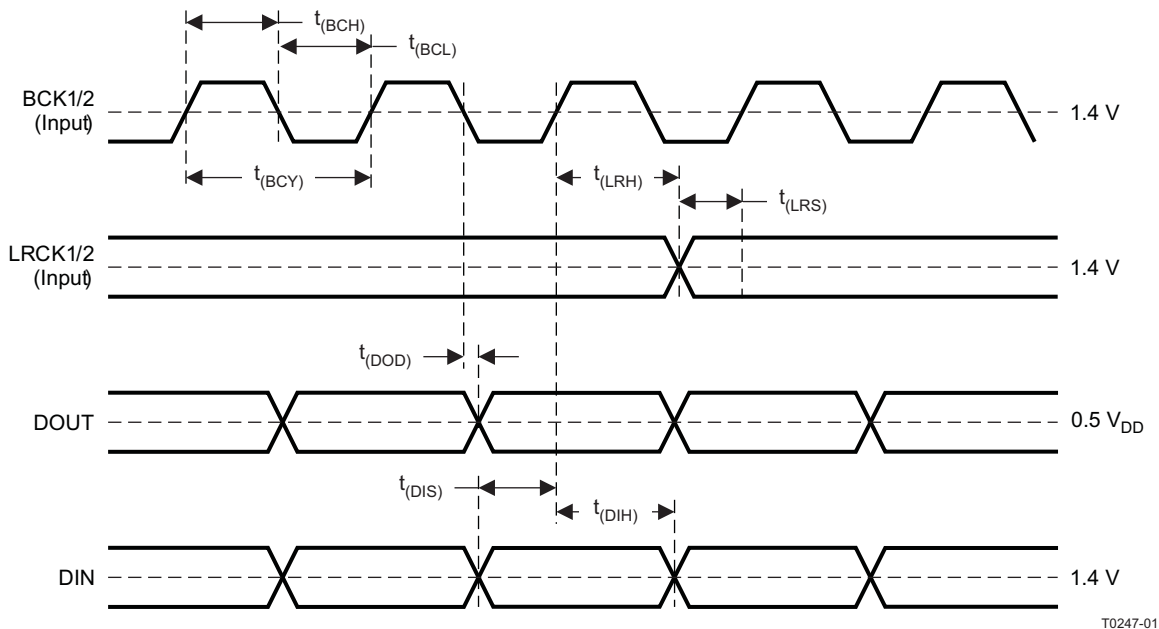 t(BCH)
t(BCL)
BCK1/2
(Input)
1.4 V
t(BCY)
t(LRH)
t(LRS)
LRCK1/2
(Input)
1.4 V
t(DOD)
DOUT
0.5 VDD
t(DIS)
t(DIH)
DIN
1.4 V
T0247-01